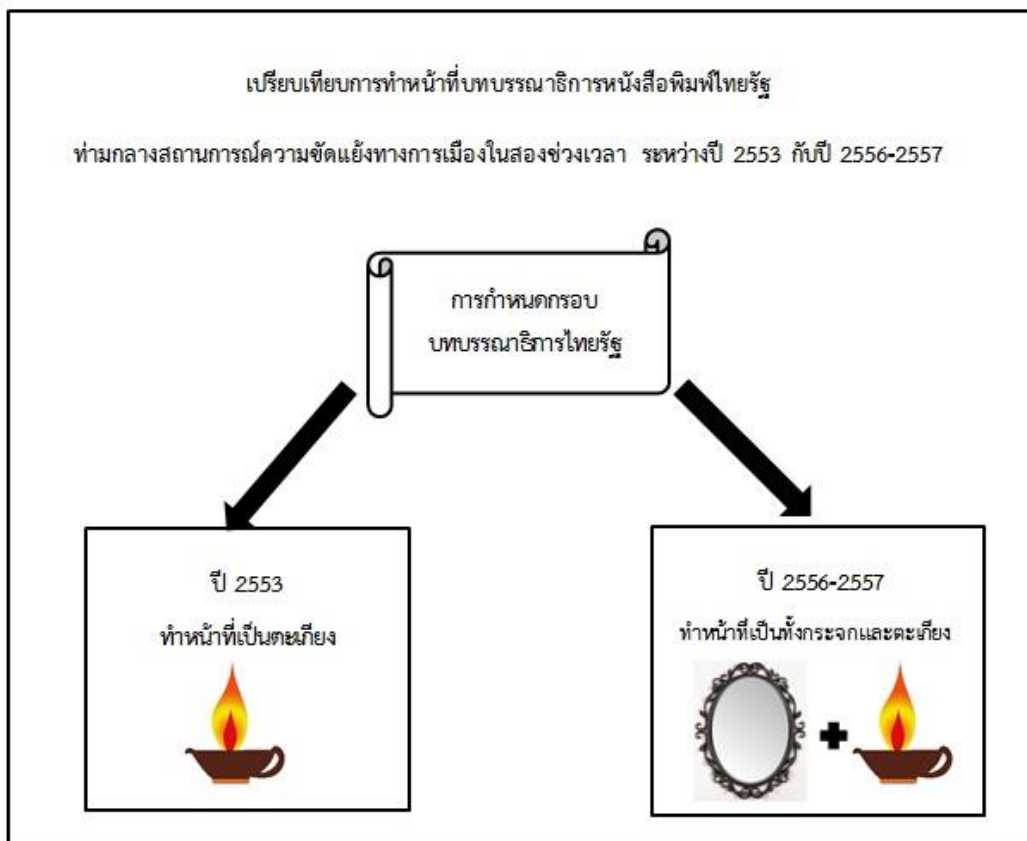 เปรียบเทียบการทำหน้าที่บทบรรณาธิการหนังสือพิมพ์ไทยรัฐ
ท่ามกลางสถานการณ์ความขัดแย้งทางการเมืองในสองช่วงเวลา ระหว่างปี 2553 กับปี 2556-2557
การกำหนดกรอบ
บทบรรณาธิการไทยรัฐ
ปี 2553
ทำหน้าที่เป็นตะเกียง
ปี 2556-2557
ทำหน้าที่เป็นทั้งกระจกและตะเกียง